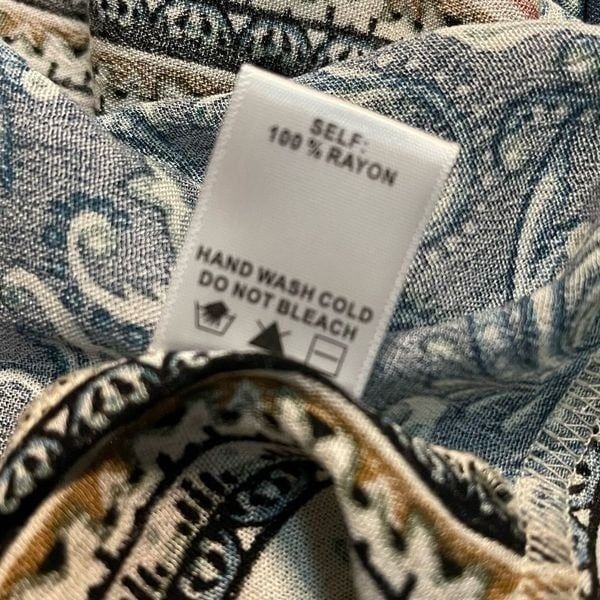 SELF:
100 % RAYON
HAND WASH COLD
DO NOT BLEACH